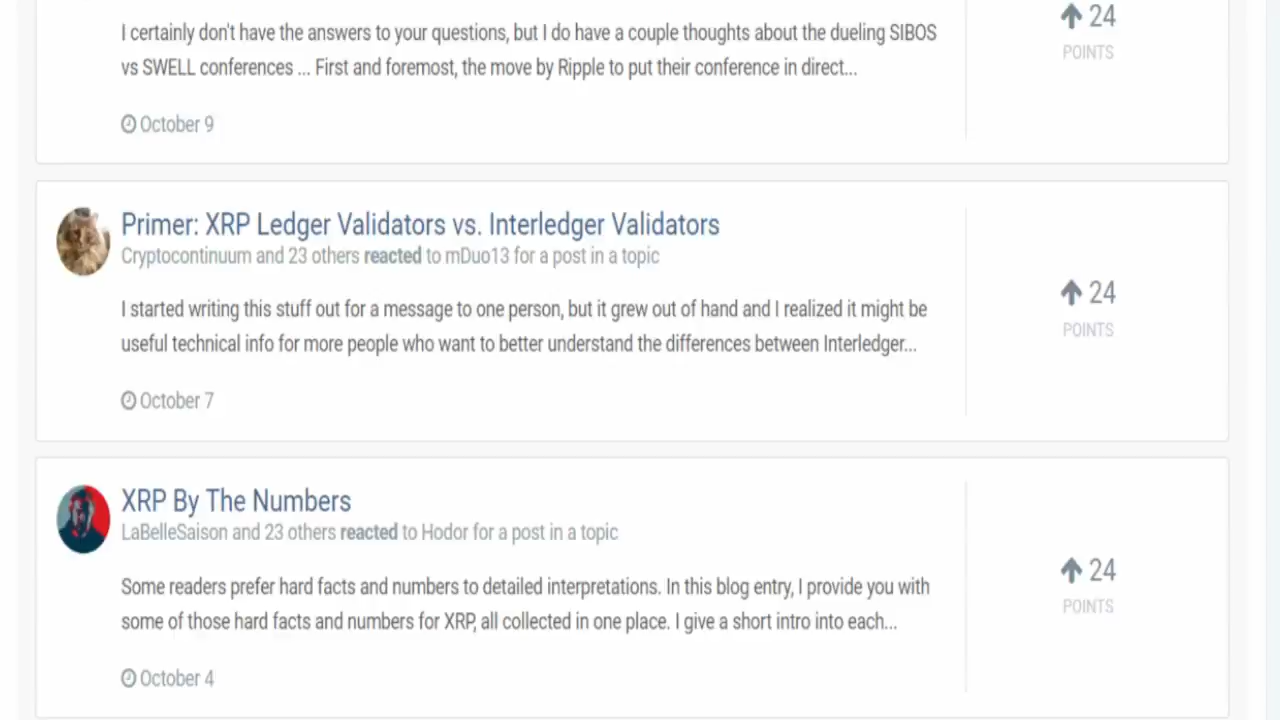 I certainly don't have the answers to your questions, but I do have a couple thoughts about the dueling SIBOS
vs SWELL conferences ... First and foremost, the move by Ripple to put their conference in direct...
October 9
24
POINTS
Primer: XRP Ledger Validators vs. Interledger Validators
Cryptocontinuum and 23 others reacted to mDuo13 for a post in a topic
I started writing this stuff out for a message to one person, but it grew out of hand and I realized it might be
useful technical info for more people who want to better understand the differences between Interledger...
October 7
24
POINTS
XRP By The Numbers
LaBelleSaison and 23 others reacted to Hodor for a post in a topic
Some readers prefer hard facts and numbers to detailed interpretations. In this blog entry, I provide you with
some of those hard facts and numbers for XRP, all collected in one place. I give a short intro into each...
October 4
24
POINTS